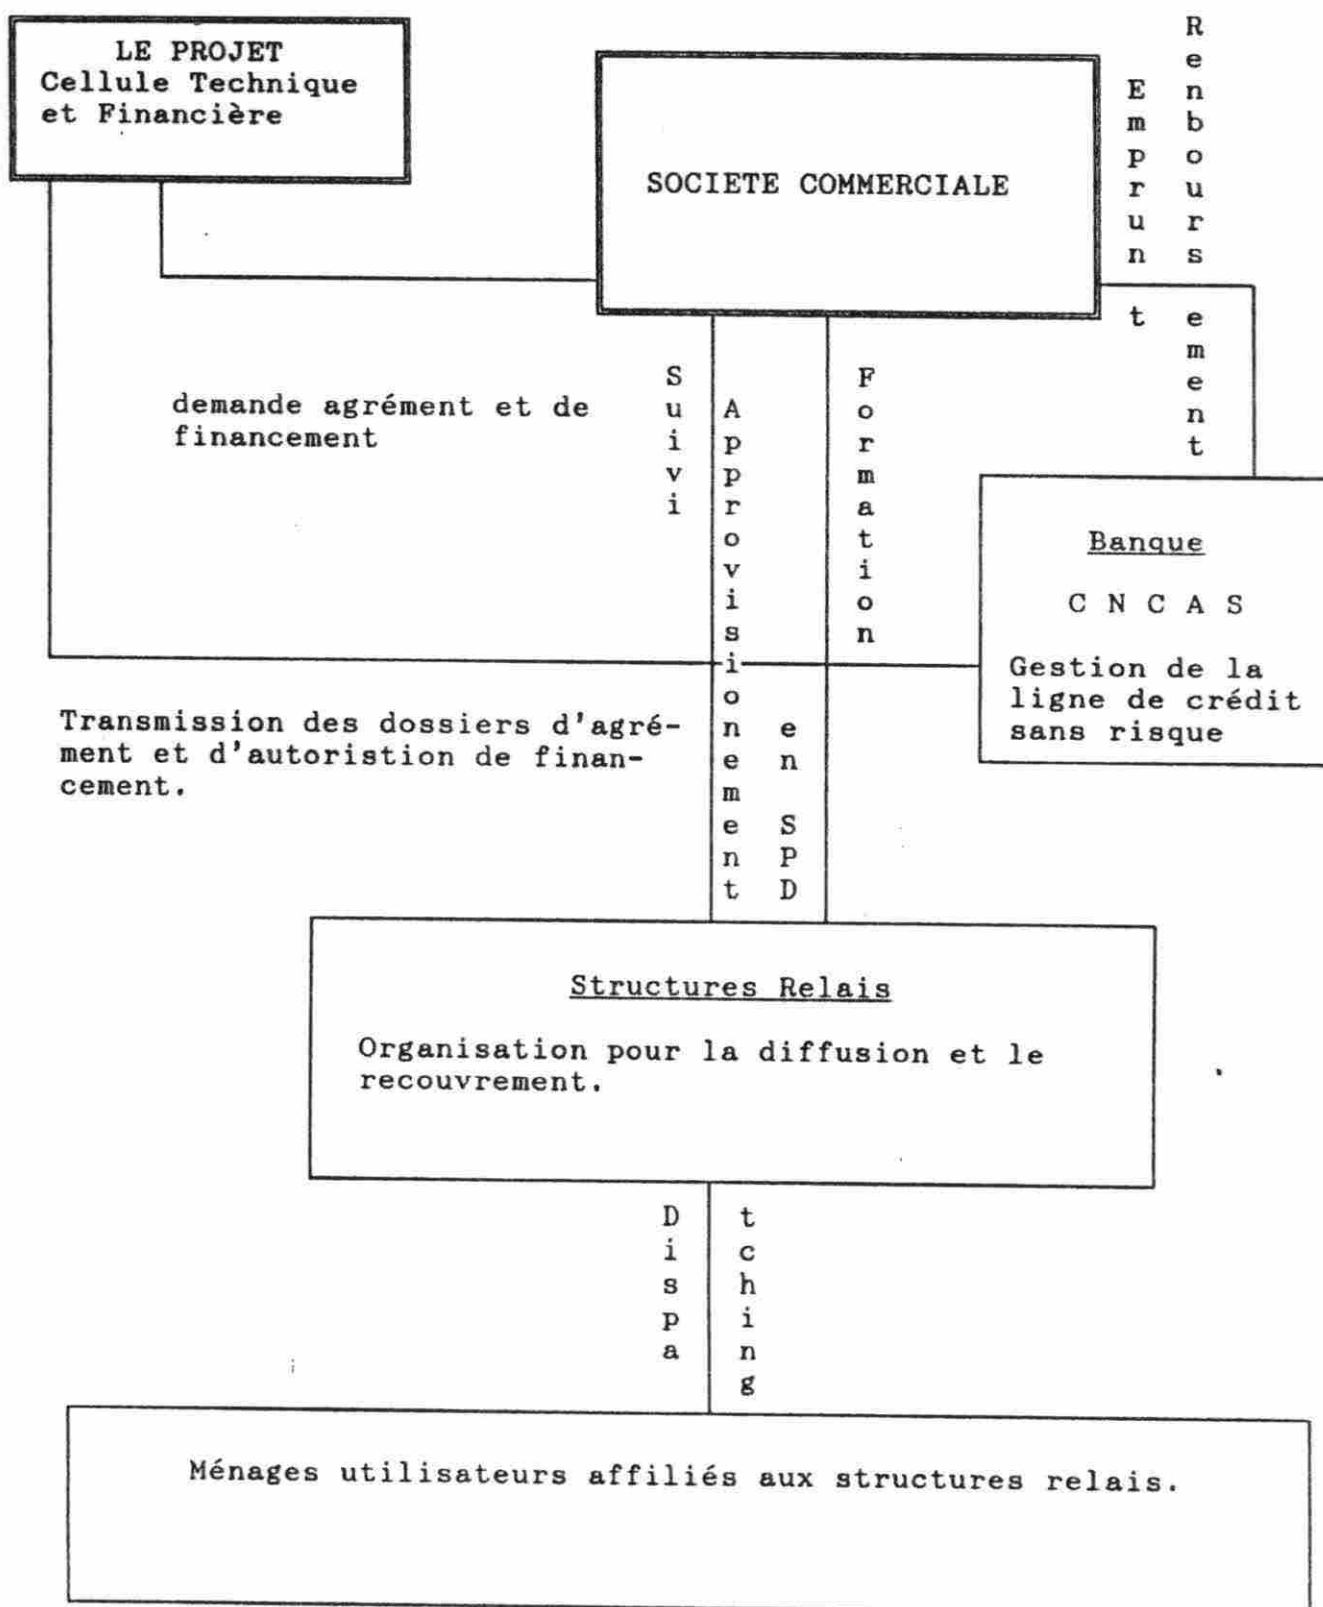 LE PROJET
Cellule Technique
et Financière
SOCIETE COMMERCIALE
Emprunt
Renboursement
demande agrément et de
financement
Suivi
Approvisionement
en SPD
Formation
Banque
C N C A S
Gestion de la
ligne de crédit
sans risque
Transmission des dossiers d'agré-
ment et d'autoristion de finan-
cement.
Structures Relais
Organisation pour la diffusion et le
recouvrement.
Dispatching
Ménages utilisateurs affiliés aux structures relais.